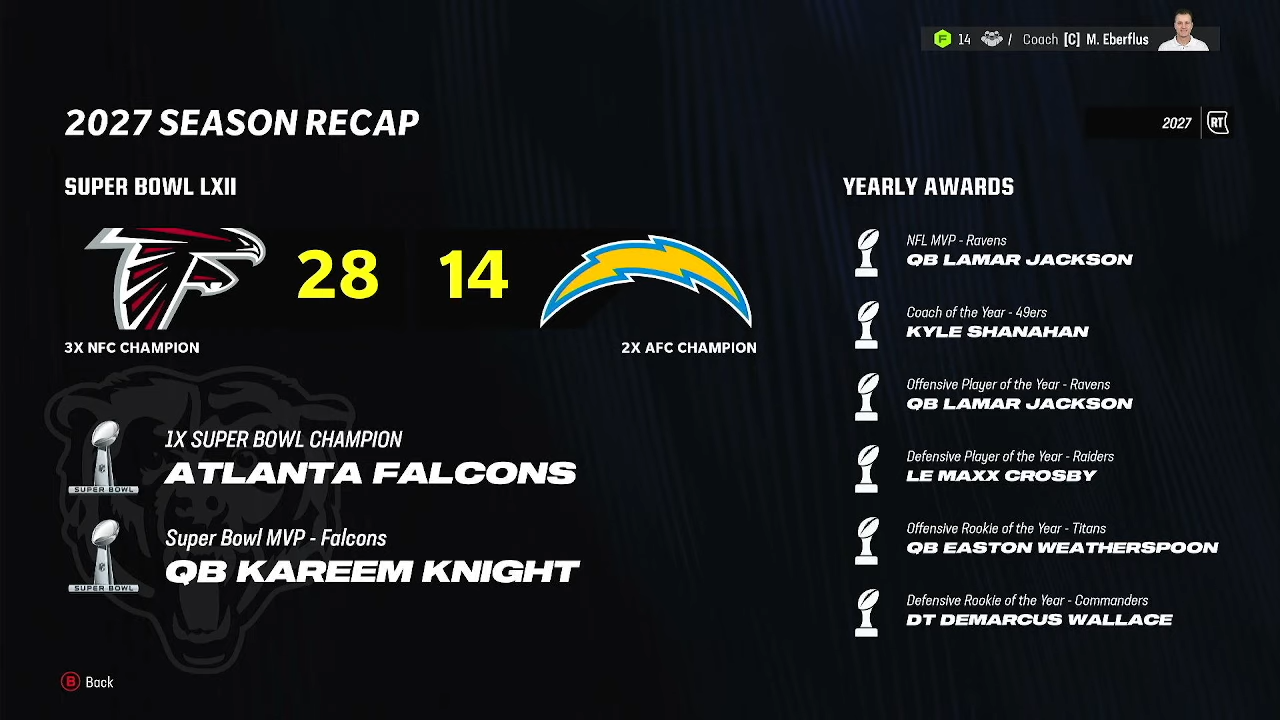 14 / Coach [C] M. Eberflus
2027 SEASON RECAP
2027 RT
SUPER BOWL LXII
28 14
3X NFC CHAMPION
2X AFC CHAMPION
SUPER BOWL
1X SUPER BOWL CHAMPION
ATLANTA FALCONS
SUPER BOWL
Super Bowl MVP - Falcons
QB KAREEM KNIGHT
B Back
YEARLY AWARDS
NFL MVP - Ravens
QB LAMAR JACKSON
Coach of the Year - 49ers
KYLE SHANAHAN
Offensive Player of the Year - Ravens
QB LAMAR JACKSON
Defensive Player of the Year - Raiders
LE MAXX CROSBY
Offensive Rookie of the Year - Titans
QB EASTON WEATHERSPOON
Defensive Rookie of the Year - Commanders
DT DEMARCUS WALLACE